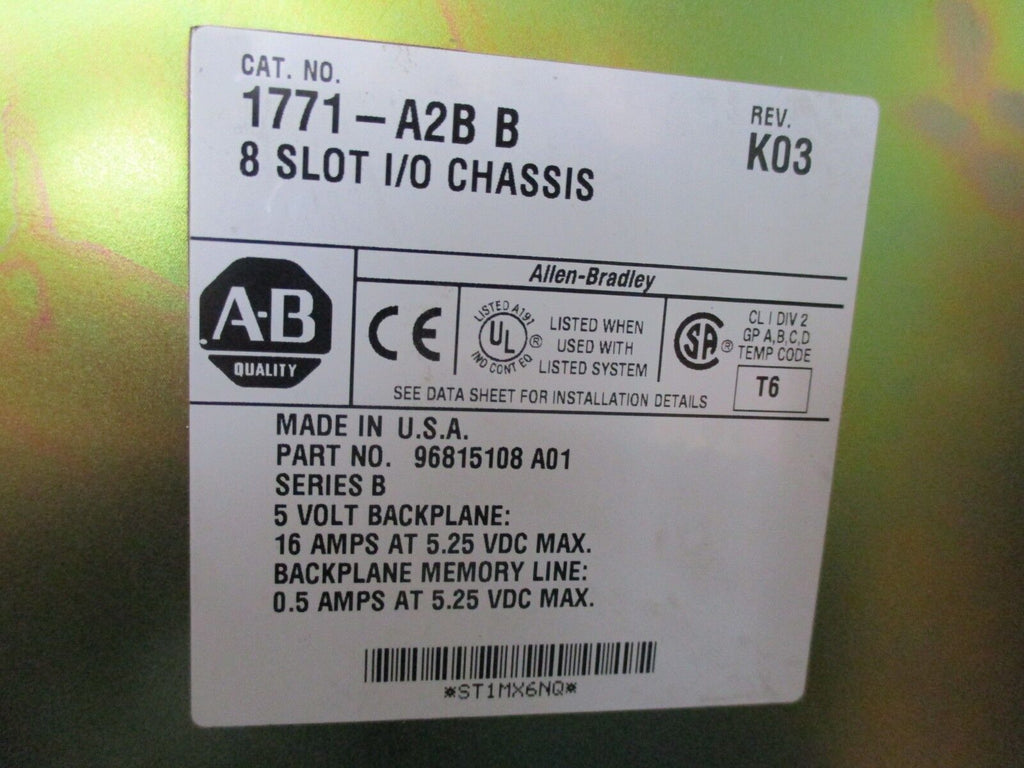 CAT. NO.
1771-A2B B
8 SLOT I/O CHASSIS
REV.
K03
Allen-Bradley
A-B
QUALITY
CE
LISTED A197
UL ®
IND CONT EQ
LISTED WHEN
USED WITH
LISTED SYSTEM
SA ®
CL I DIV 2
GP A,B,C,D
TEMP CODE
T6
SEE DATA SHEET FOR INSTALLATION DETAILS
MADE IN U.S.A.
PART NO. 96815108 A01
SERIES B
5 VOLT BACKPLANE:
16 AMPS AT 5.25 VDC MAX.
BACKPLANE MEMORY LINE:
0.5 AMPS AT 5.25 VDC MAX.
*ST1MX6NQ*